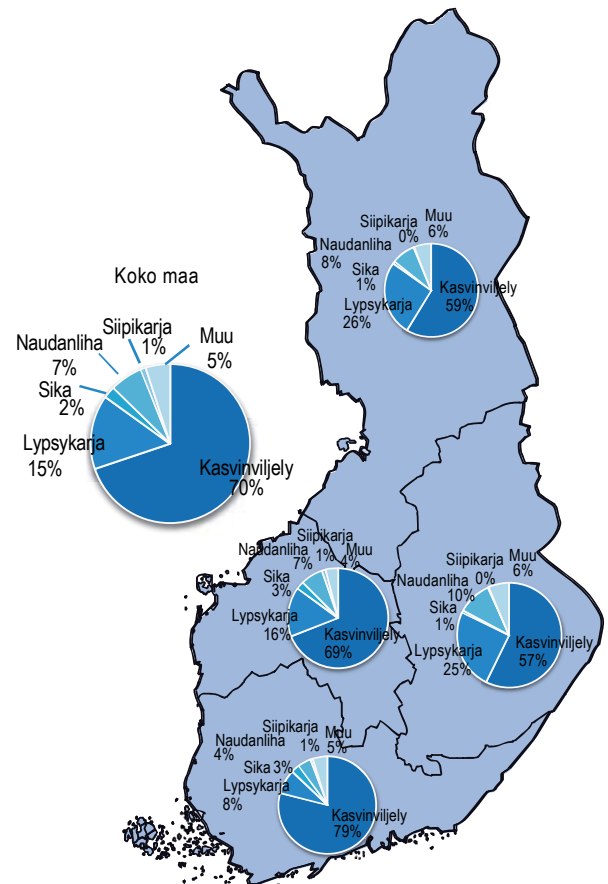 Siipikarja Muu
0% 6%
Naudanliha
8%
Sika
1%
Lypsykarja
26%
Kasvinviljely
59%
Koko maa
Siipikarja
1%
Muu
5%
Naudanliha
7%
Sika
2%
Lypsykarja
15%
Kasvinviljely
70%
Siipikarja
1%
Muu
4%
Naudanliha
7%
Sika
3%
Lypsykarja
16%
Kasvinviljely
69%
Siipikarja
0%
Muu
6%
Naudanliha
10%
Sika
1%
Lypsykarja
25%
Kasvinviljely
57%
Siipikarja
1%
Muu
5%
Naudanliha
4%
Sika 3%
Lypsykarja
8%
Kasvinviljely
79%